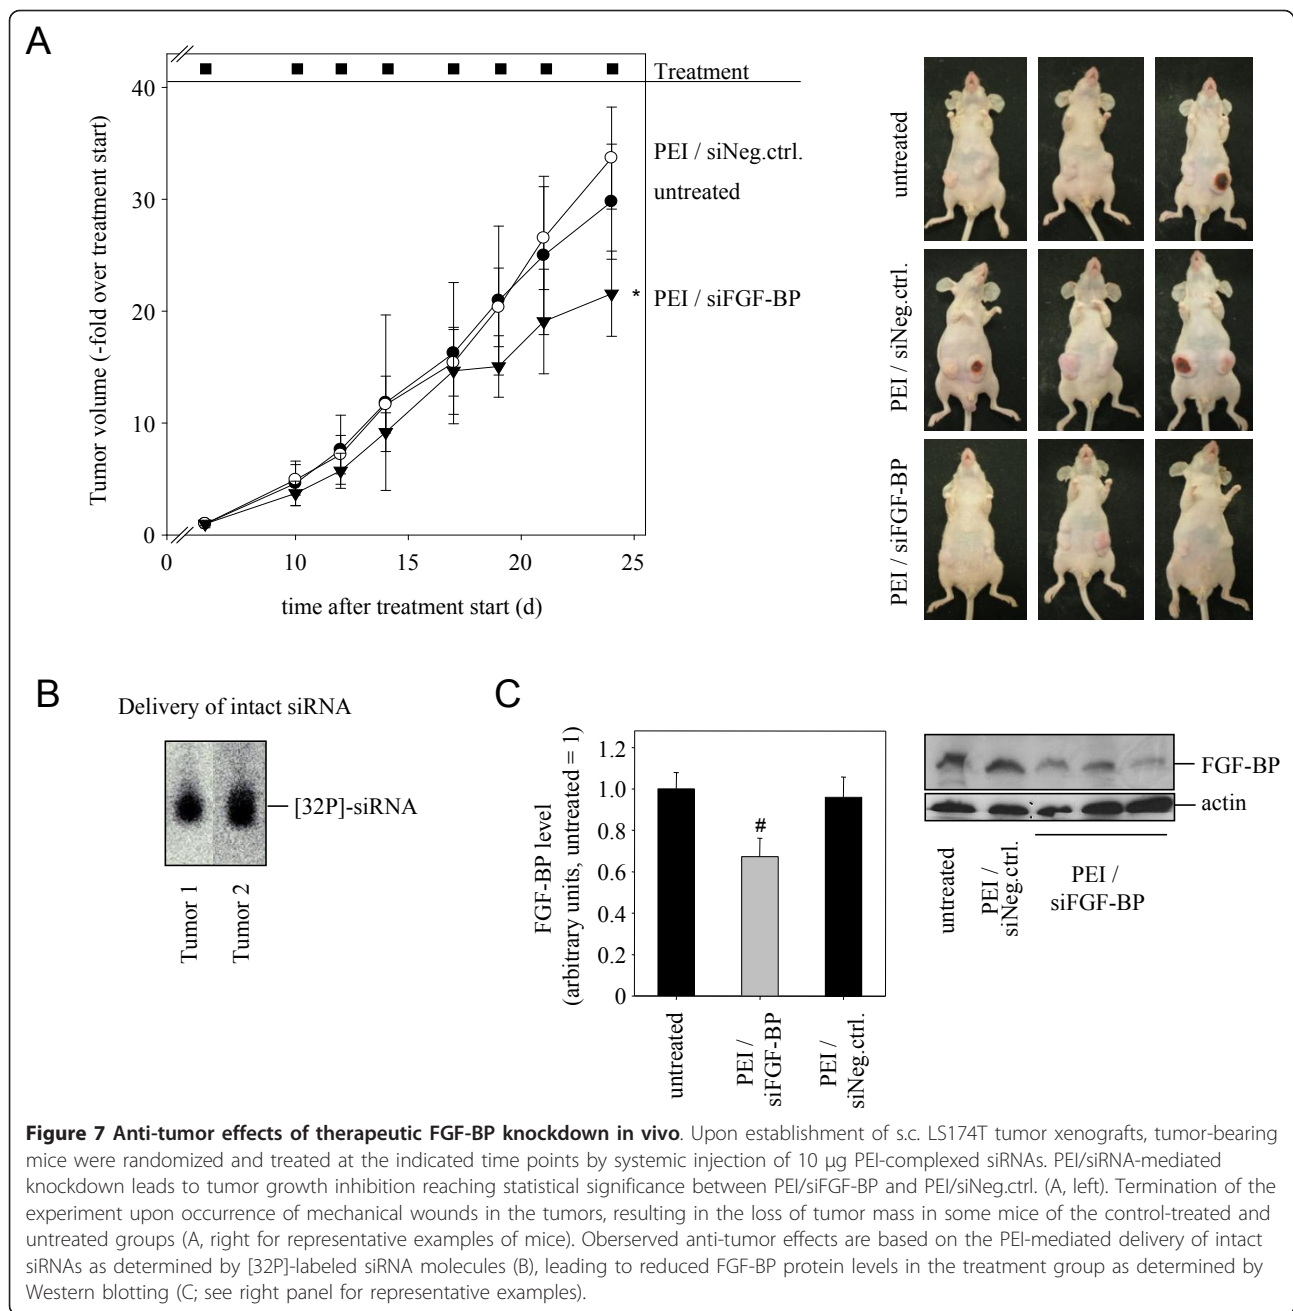 A
Treatment
40
30
20
10
0
Tumor volume (-fold over treatment start)
PEI / siNeg.ctrl.
untreated
* PEI / siFGF-BP
0 10 15 20 25
time after treatment start (d)
untreated
PEI / siNeg.ctrl.
PEI / siFGF-BP
B
Delivery of intact siRNA
[32P]-siRNA
Tumor 1
Tumor 2
C
FGF-BP level
(arbitrary units, untreated = 1)
1.2
1.0
0.8
0.6
0.4
0.2
0
#
untreated
PEI /
siFGF-BP
PEI /
siNeg.ctrl.
FGF-BP
actin
untreated
PEI /
siNeg.ctrl.
PEI /
siFGF-BP
Figure 7 Anti-tumor effects of therapeutic FGF-BP knockdown in vivo. Upon establishment of s.c. LS174T tumor xenografts, tumor-bearing
mice were randomized and treated at the indicated time points by systemic injection of 10 μg PEI-complexed siRNAs. PEI/siRNA-mediated
knockdown leads to tumor growth inhibition reaching statistical significance between PEI/siFGF-BP and PEI/siNeg.ctrl. (A, left). Termination of the
experiment upon occurrence of mechanical wounds in the tumors, resulting in the loss of tumor mass in some mice of the control-treated and
untreated groups (A, right for representative examples of mice). Oberserved anti-tumor effects are based on the PEI-mediated delivery of intact
siRNAs as determined by [32P]-labeled siRNA molecules (B), leading to reduced FGF-BP protein levels in the treatment group as determined by
Western blotting (C; see right panel for representative examples).